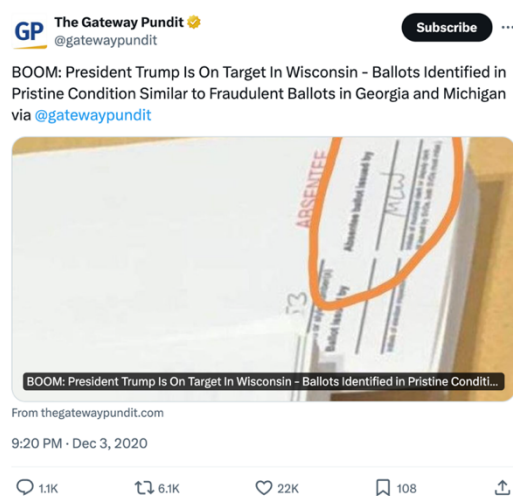 GP The Gateway Pundit
@gatewaypundit
Subscribe
BOOM: President Trump Is On Target In Wisconsin - Ballots Identified in
Pristine Condition Similar to Fraudulent Ballots in Georgia and Michigan
via @gatewaypundit
ABSENTEE
Absentee ballot issued by
MLW
53
Ballot issued by
BOOM: President Trump Is On Target In Wisconsin - Ballots Identified in Pristine Conditi...
From thegatewaypundit.com
9:20 PM · Dec 3, 2020
1.1K 6.1K 22K 108